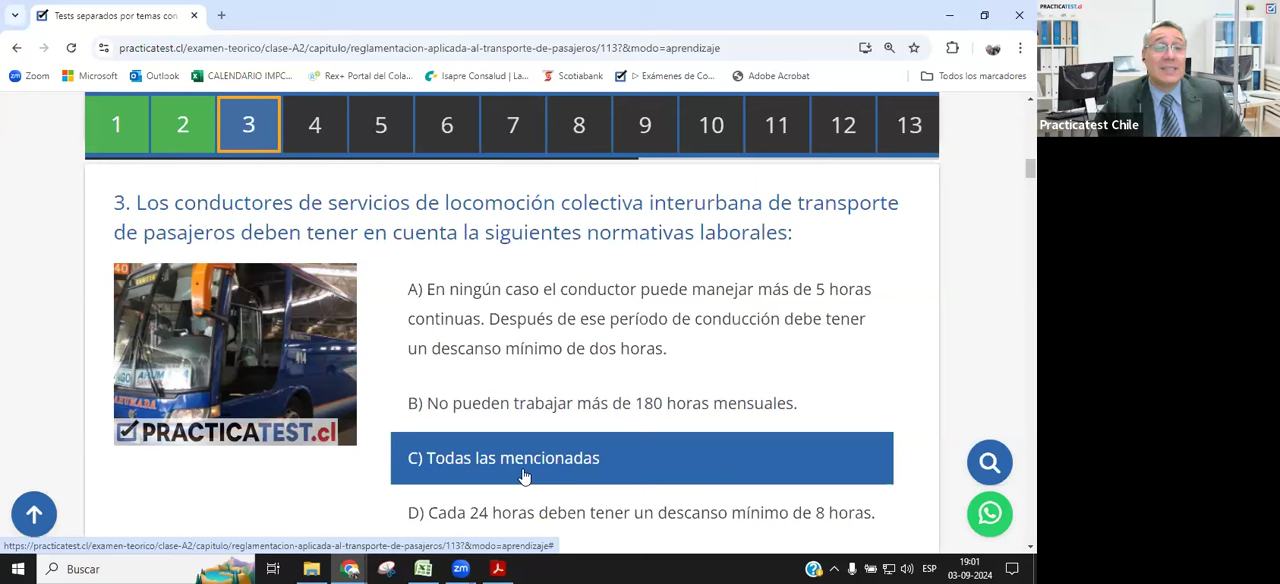 Tests separados por temas con
practicatest.cl/examen-teorico/clase-A2/capitulo/reglamentacion-aplicada-al-transporte-de-pasajeros/113?&modo=aprendizaje
Zoom
Microsoft
Outlook
CALENDARIO IMPC...
Rex+ Portal del Cola...
Isapre Consalud | La...
Scotiabank
▷ Exámenes de Co...
Adobe Acrobat
Todos los marcadores
PRACTICATEST.cl
Practicatest Chile
1 2 3 4 5 6 7 8 9 10 11 12 13
3. Los conductores de servicios de locomoción colectiva interurbana de transporte
de pasajeros deben tener en cuenta la siguientes normativas laborales:
A) En ningún caso el conductor puede manejar más de 5 horas
continuas. Después de ese período de conducción debe tener
un descanso mínimo de dos horas.
B) No pueden trabajar más de 180 horas mensuales.
C) Todas las mencionadas
D) Cada 24 horas deben tener un descanso mínimo de 8 horas.
AHUMADA
PRACTICATEST.cl
https://practicatest.cl/examen-teorico/clase-A2/capitulo/reglamentacion-aplicada-al-transporte-de-pasajeros/113?&modo=aprendizaje#
Buscar
zm
ESP
19:01
03-09-2024